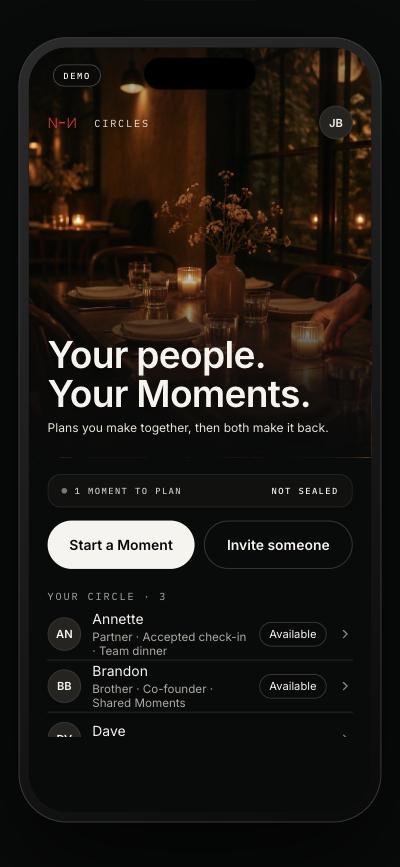 DEMO
N–N CIRCLES JB
Your people.
Your Moments.
Plans you make together, then both make it back.
1 MOMENT TO PLAN NOT SEALED
Start a Moment Invite someone
YOUR CIRCLE · 3
AN Annette Available
Partner · Accepted check-in
· Team dinner
BB Brandon Available
Brother · Co-founder ·
Shared Moments
Dave